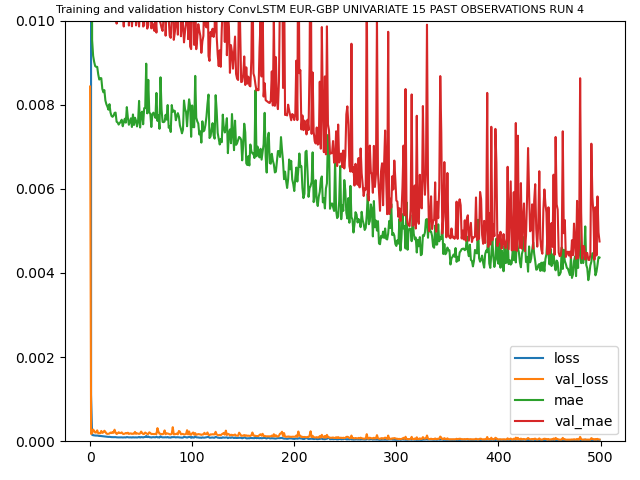 Training and validation history ConvLSTM EUR-GBP UNIVARIATE 15 PAST OBSERVATIONS RUN 4
0.010
0.008
0.006
0.004
0.002
0.000
0 100 200 300 400 500
loss
val_loss
mae
val_mae